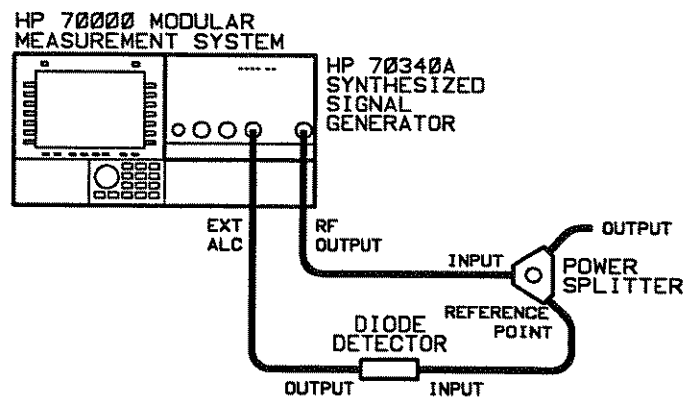 HP 70000 MODULAR
MEASUREMENT SYSTEM
HP 70340A
SYNTHESIZED
SIGNAL
GENERATOR
EXT
ALC
RF
OUTPUT
INPUT
OUTPUT
POWER
SPLITTER
REFERENCE
POINT
DIODE
DETECTOR
OUTPUT
INPUT